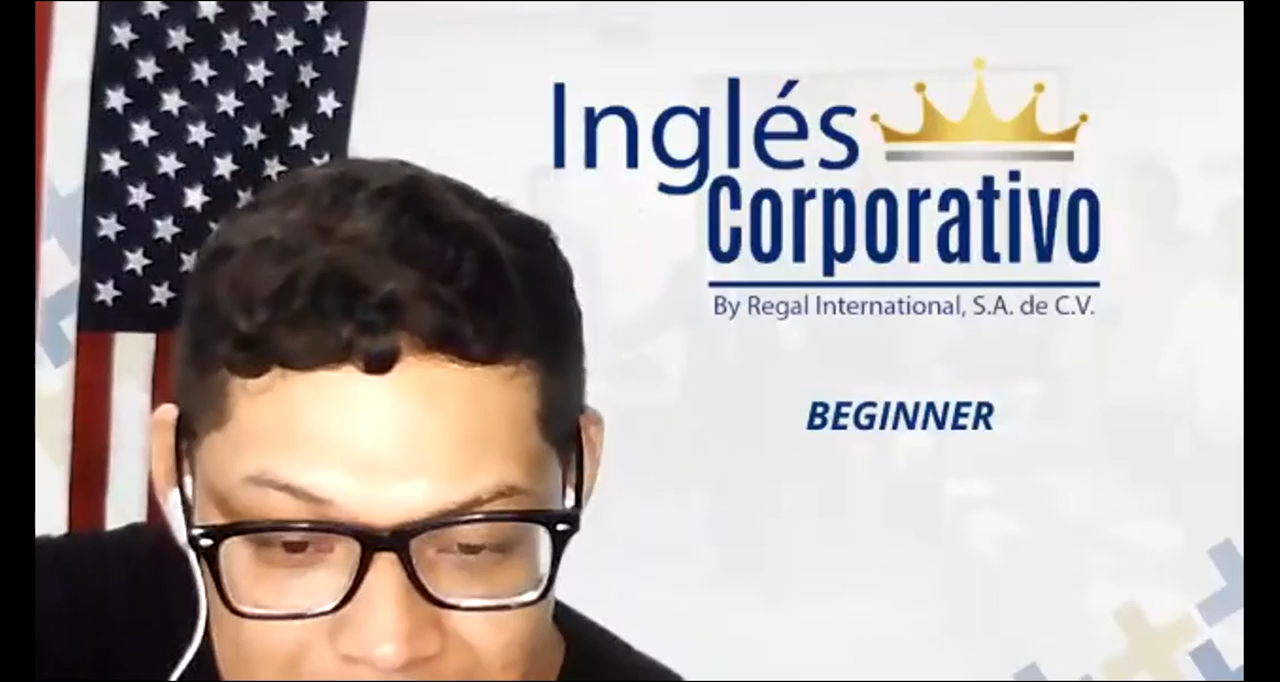 Inglés
Corporativo
By Regal International, S.A. de C.V.
BEGINNER